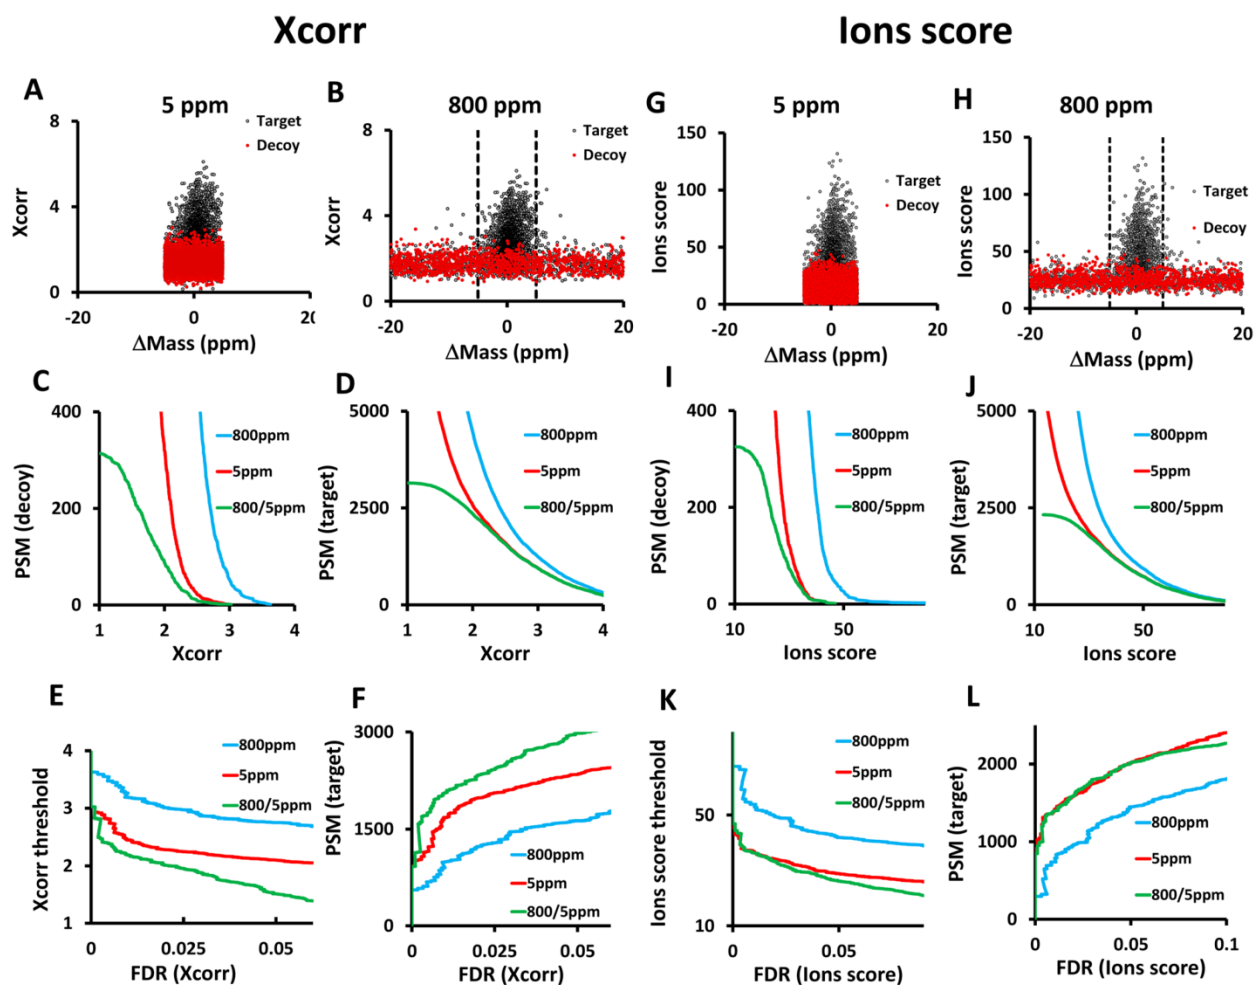 Xcorr
Ions score
A
5 ppm
8
6
4
2
0
Xcorr
-20
0
20
ΔMass (ppm)
Target
Decoy
B
800 ppm
8
6
4
2
0
Xcorr
-20
0
20
ΔMass (ppm)
Target
Decoy
G
5 ppm
150
100
50
0
Ions score
-20
0
20
ΔMass (ppm)
Target
Decoy
H
800 ppm
150
100
50
0
Ions score
-20
0
20
ΔMass (ppm)
Target
Decoy
C
400
200
0
PSM (decoy)
1
2
3
4
Xcorr
800ppm
5ppm
800/5ppm
D
5000
2500
0
PSM (target)
1
2
3
4
Xcorr
800ppm
5ppm
800/5ppm
I
400
200
0
PSM (decoy)
10
50
Ions score
800ppm
5ppm
800/5ppm
J
5000
2500
0
PSM (target)
10
50
Ions score
800ppm
5ppm
800/5ppm
E
4
3
2
1
Xcorr threshold
0
0.025
0.05
FDR (Xcorr)
800ppm
5ppm
800/5ppm
F
3000
1500
0
PSM (target)
0
0.025
0.05
FDR (Xcorr)
800ppm
5ppm
800/5ppm
K
50
10
Ions score threshold
0
0.05
FDR (Ions score)
800ppm
5ppm
800/5ppm
L
2000
1000
0
PSM (target)
0
0.05
0.1
FDR (Ions score)
800ppm
5ppm
800/5ppm